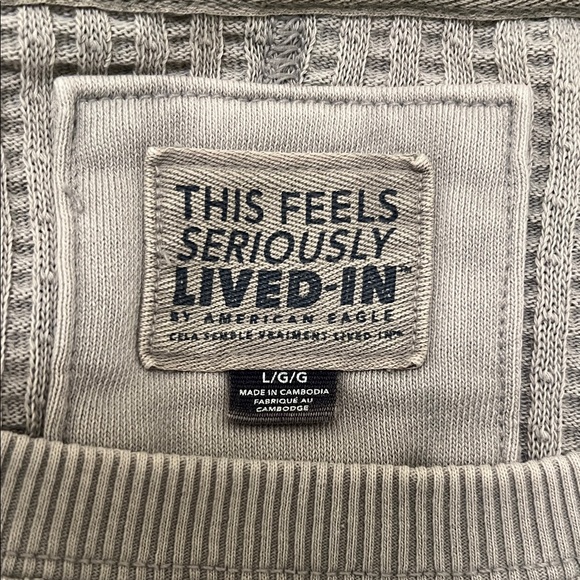 THIS FEELS
SERIOUSLY
LIVED-IN™
BY AMERICAN EAGLE
CELA SEMBLE VRAIMENT LIVED-IN™
L/G/G
MADE IN CAMBODIA
FABRIQUÉ AU
CAMBODGE